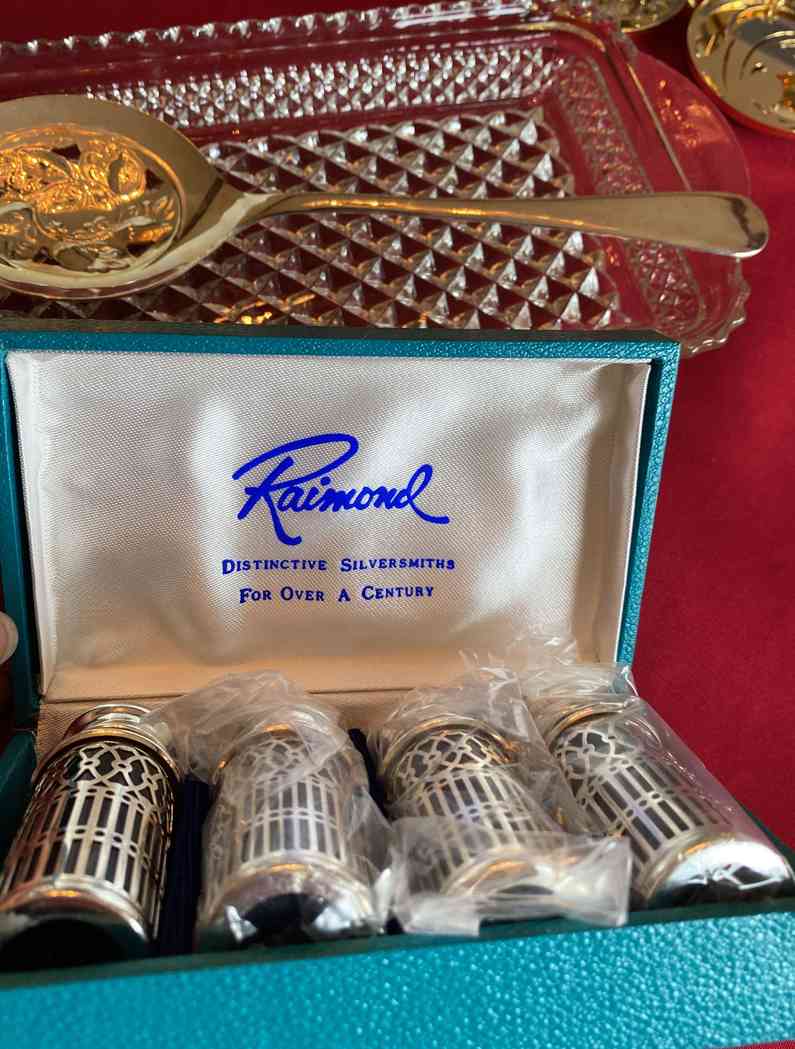 Raimond
Distinctive Silversmiths
For Over A Century